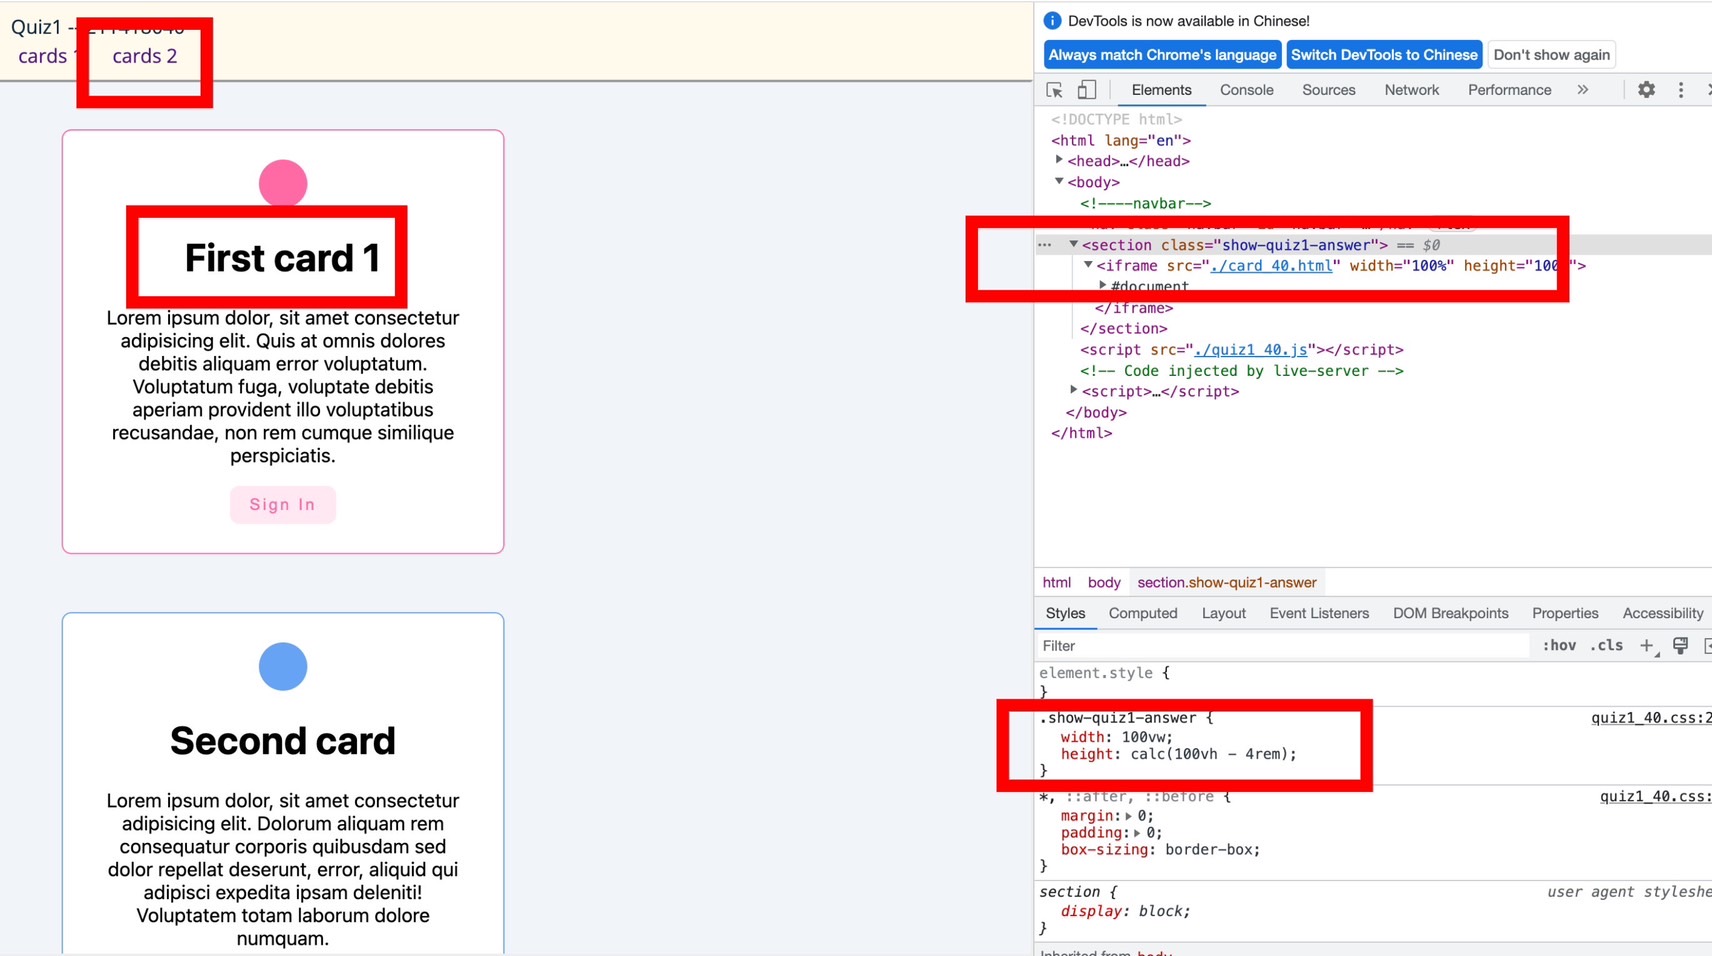 Quiz1 --
cards
cards 2
First card 1
Lorem ipsum dolor, sit amet consectetur
adipisicing elit. Quis at omnis dolores
debitis aliquam error voluptatum.
Voluptatum fuga, voluptate debitis
aperiam provident illo voluptatibus
recusandae, non rem cumque similique
perspiciatis.
Sign In
Second card
Lorem ipsum dolor, sit amet consectetur
adipisicing elit. Dolorum aliquam rem
consequatur corporis quibusdam sed
dolor repellat deserunt, error, aliquid qui
adipisci expedita ipsam deleniti!
Voluptatem totam laborum dolore
numquam.
DevTools is now available in Chinese!
Always match Chrome's language
Switch DevTools to Chinese
Don't show again
Elements
Console
Sources
Network
Performance
<!DOCTYPE html>
<html lang="en">
<head>…</head>
<body>
<!----navbar-->
<section class="show-quiz1-answer"> == $0
<iframe src="./card_40.html" width="100%" height="100 ">
#document
</iframe>
</section>
<script src="./quiz1_40.js"></script>
<!-- Code injected by live-server -->
<script>…</script>
</body>
</html>
html
body
section.show-quiz1-answer
Styles
Computed
Layout
Event Listeners
DOM Breakpoints
Properties
Accessibility
Filter
:hov
.cls
element.style {
}
.show-quiz1-answer {
quiz1_40.css:2
width: 100vw;
height: calc(100vh - 4rem);
}
*, ::after, ::before {
quiz1_40.css:
margin: 0;
padding: 0;
box-sizing: border-box;
}
section {
user agent styleshe
display: block;
}
Inherited from body